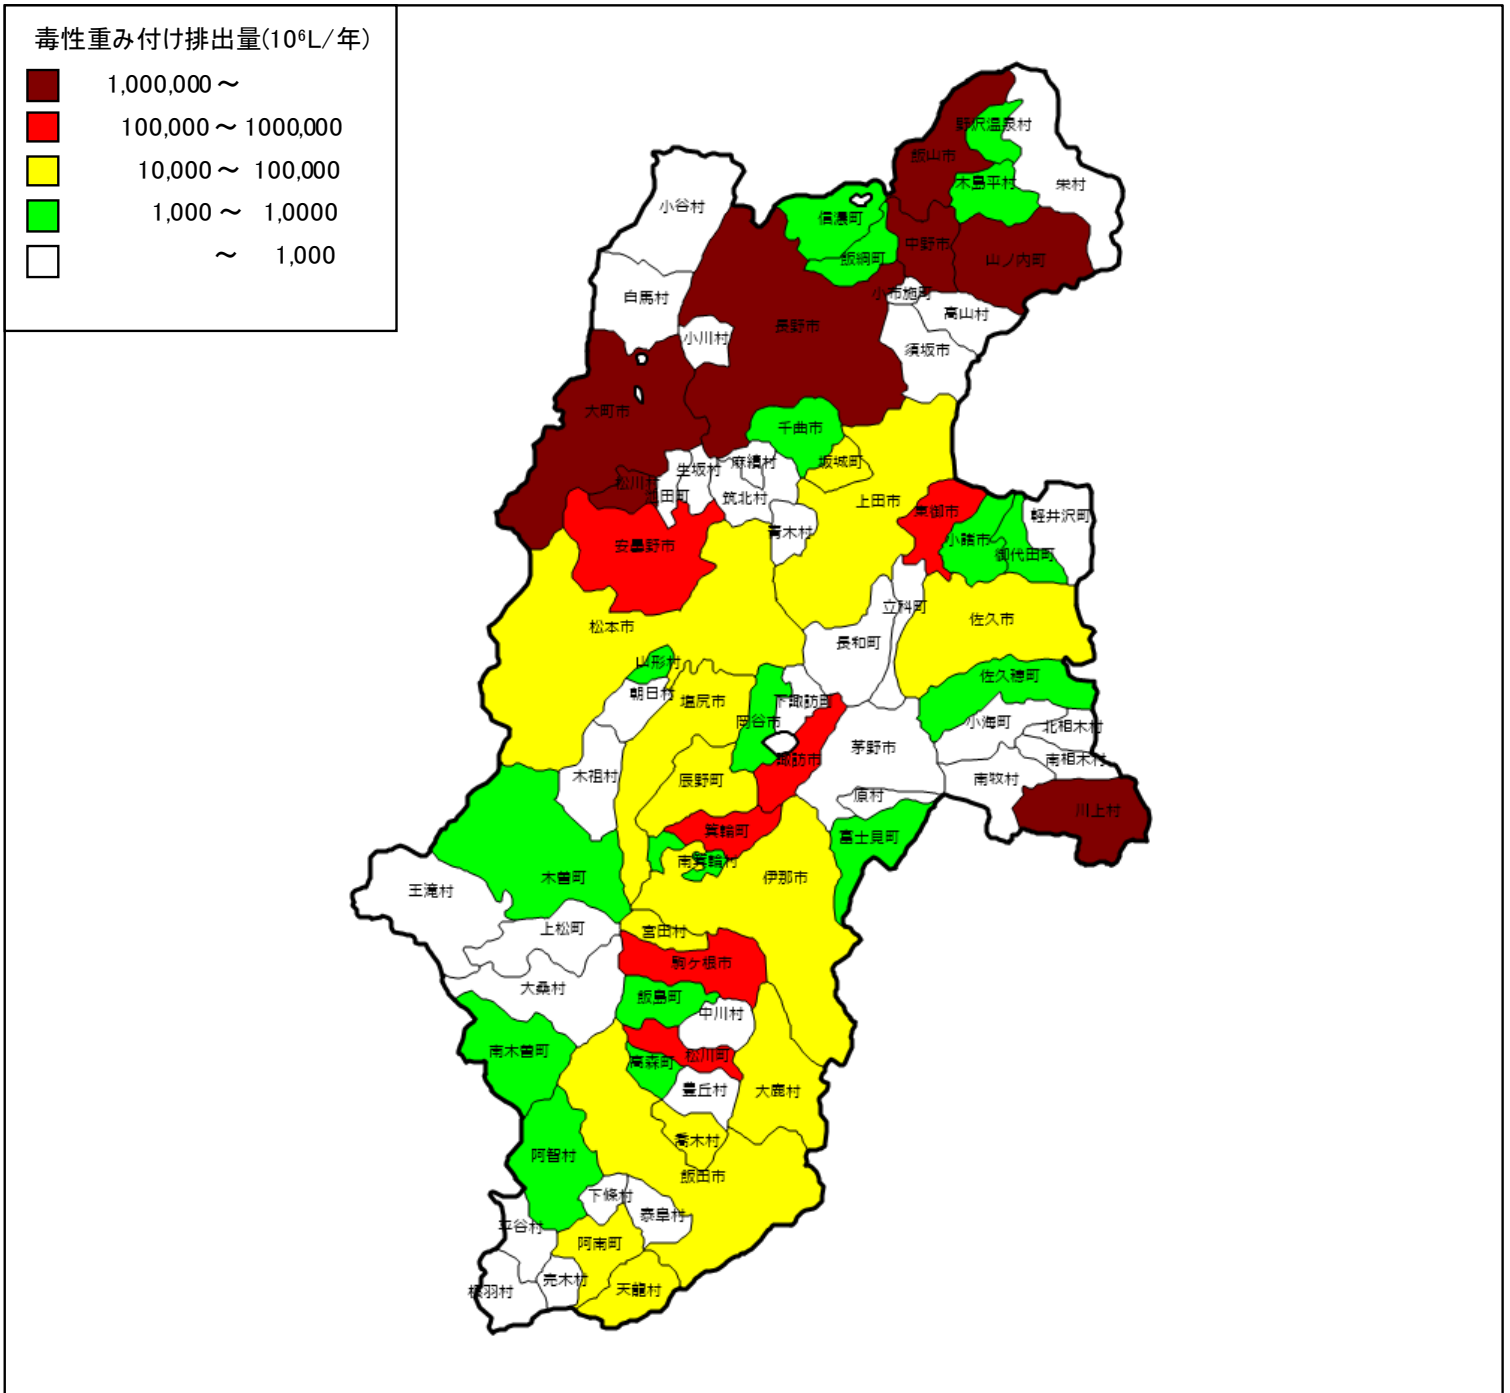 毒性重み付け排出量(10⁶L/年)
1,000,000～
100,000～1000,000
10,000～ 100,000
1,000 ～ 1,0000
～ 1,000
野沢温泉村
飯山市
木島平村
栄村
小谷村
信濃町
中野市
飯綱町
山ノ内町
白馬村
小布施町
高山村
長野市
小川村
須坂市
大町市
千曲市
坂城町
麻績村
生坂村
松川村
池田町
筑北村
上田市
東御市
軽井沢町
青木村
小諸市
安曇野市
御代田町
立科町
佐久市
松本市
長和町
山形村
佐久穂町
朝日村
塩尻市
下諏訪町
岡谷市
小海町
北相木村
茅野市
諏訪市
南相木村
木祖村
辰野町
南牧村
原村
川上村
箕輪町
富士見町
南箕輪村
木曽町
伊那市
王滝村
上松町
宮田村
駒ヶ根市
大桑村
飯島町
中川村
南木曽町
松川町
高森町
豊丘村
大鹿村
喬木村
阿智村
飯田市
下條村
泰阜村
平谷村
阿南町
売木村
天龍村
根羽村